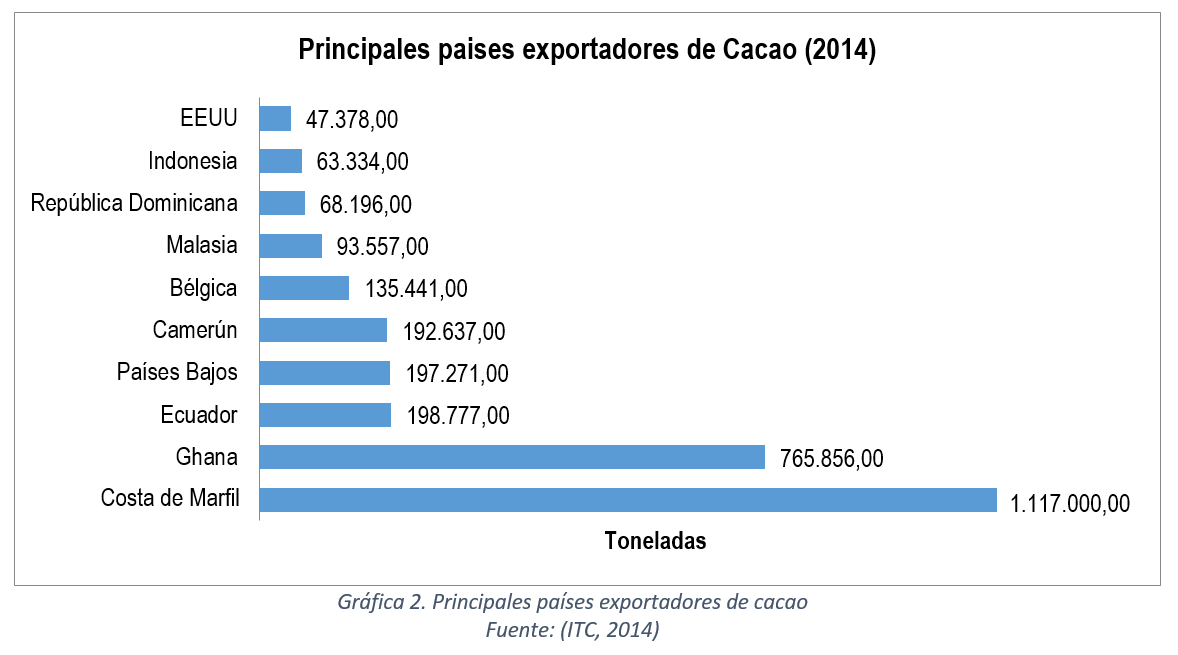 Principales paises exportadores de Cacao (2014)
EEUU 47.378,00
Indonesia 63.334,00
República Dominicana 68.196,00
Malasia 93.557,00
Bélgica 135.441,00
Camerún 192.637,00
Países Bajos 197.271,00
Ecuador 198.777,00
Ghana 765.856,00
Costa de Marfil 1.117.000,00
Toneladas
Gráfica 2. Principales países exportadores de cacao
Fuente: (ITC, 2014)